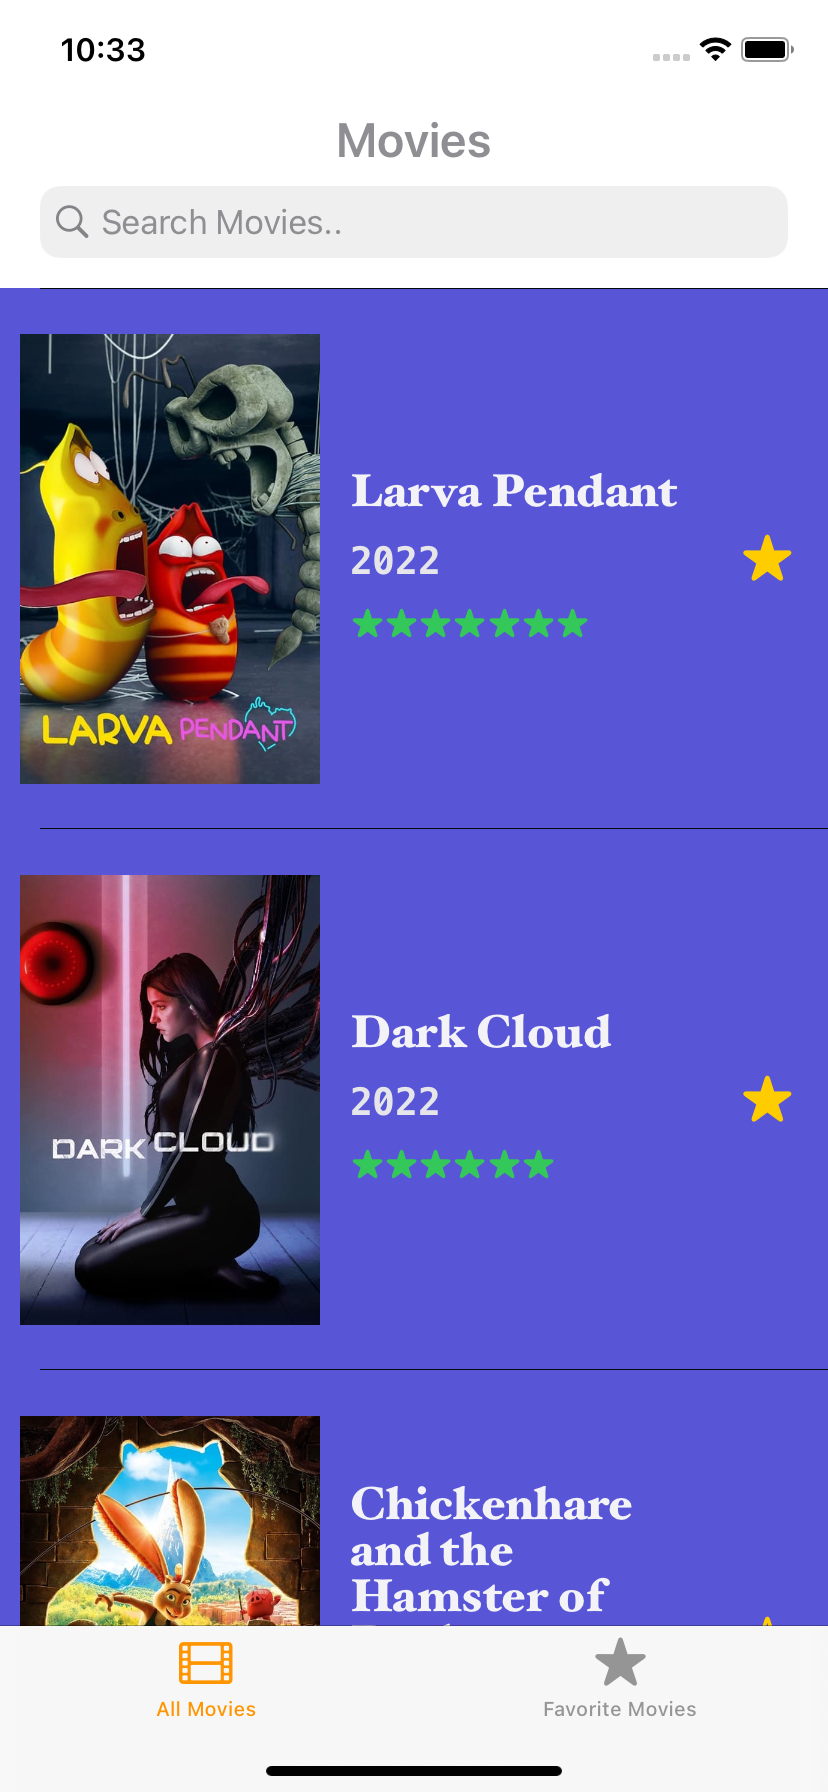 10:33
Movies
Search Movies..
LARVA PENDANT
Larva Pendant
2022
DARK CLOUD
Dark Cloud
2022
Chickenhare
and the
Hamster of
All Movies
Favorite Movies